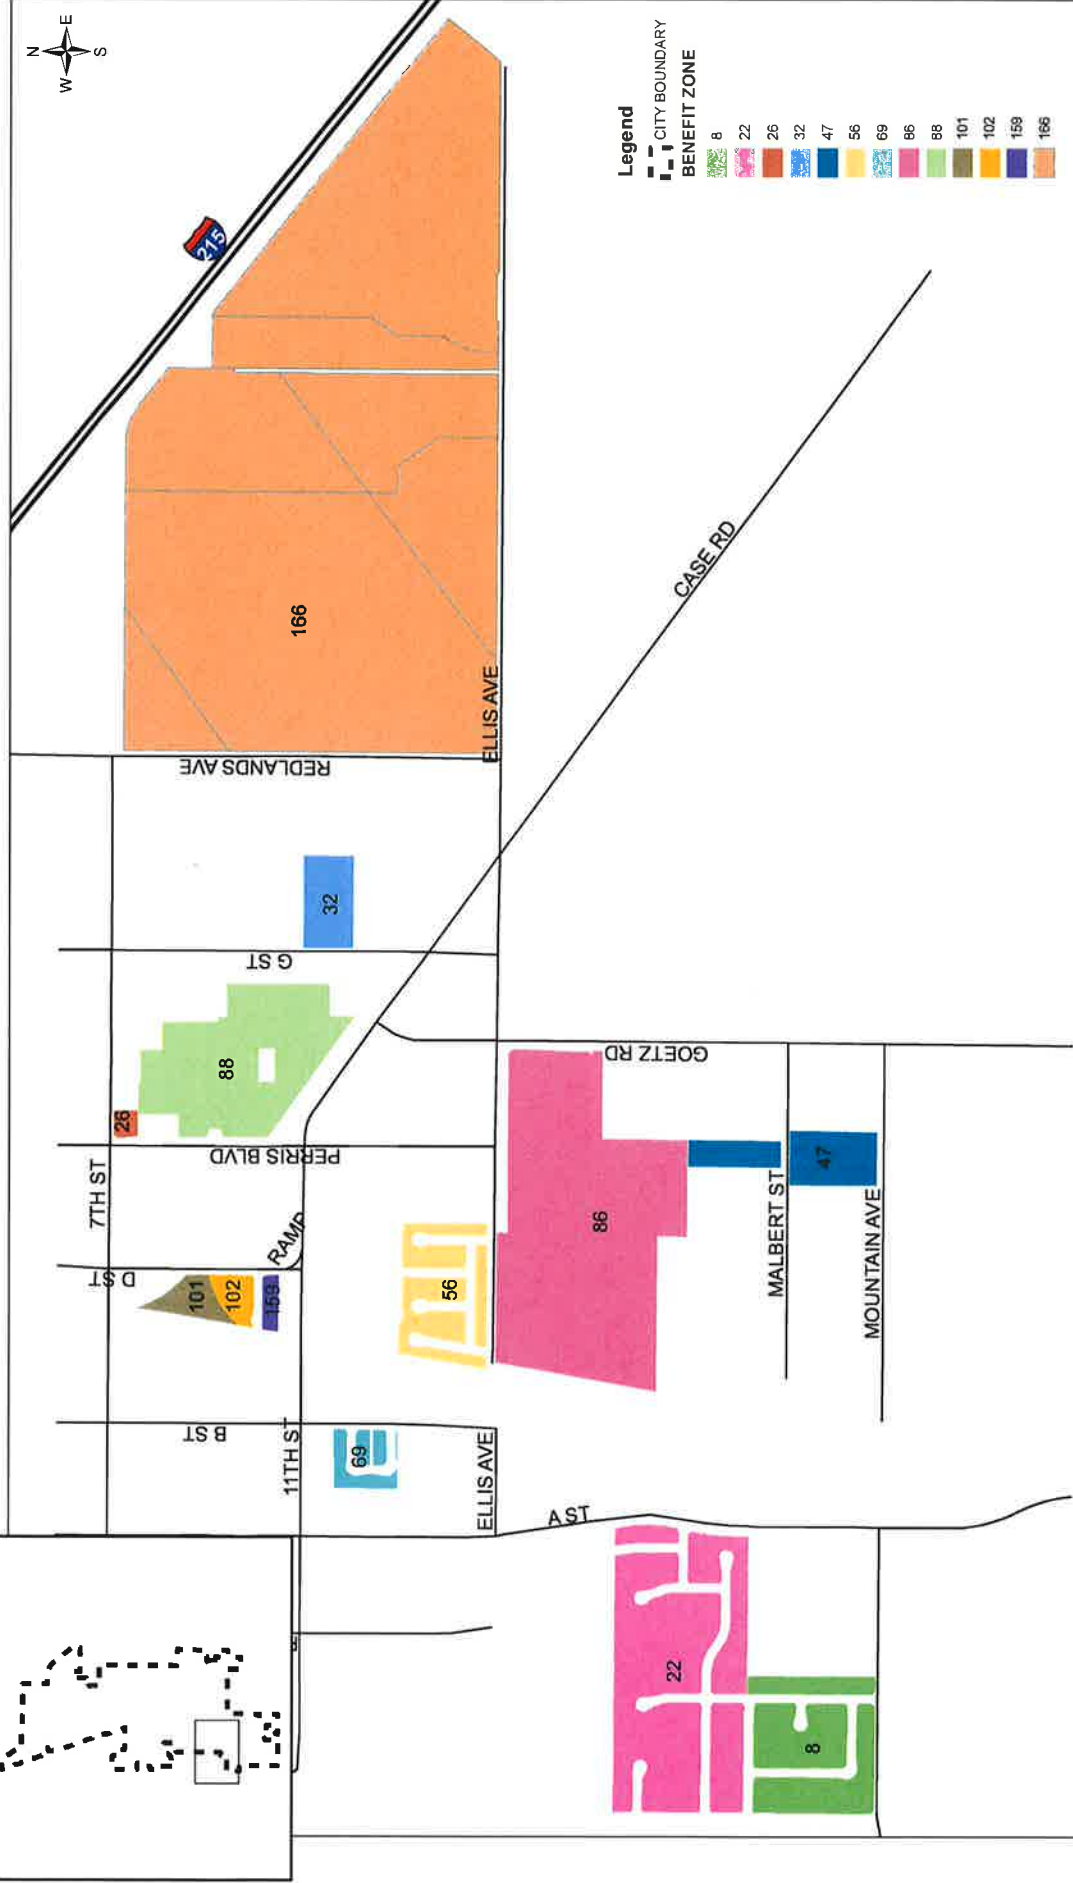 N
W
E
S
215
166
CASE RD
ELLIS AVE
REDLANDS AVE
32
G ST
88
26
PERRIS BLVD
7TH ST
RAMP
D ST
101
102
159
56
86
GOETZ RD
47
MALBERT ST
MOUNTAIN AVE
B ST
11TH ST
69
ELLIS AVE
A ST
22
8
Legend
CITY BOUNDARY
BENEFIT ZONE
8
22
26
32
47
56
69
86
88
101
102
159
166